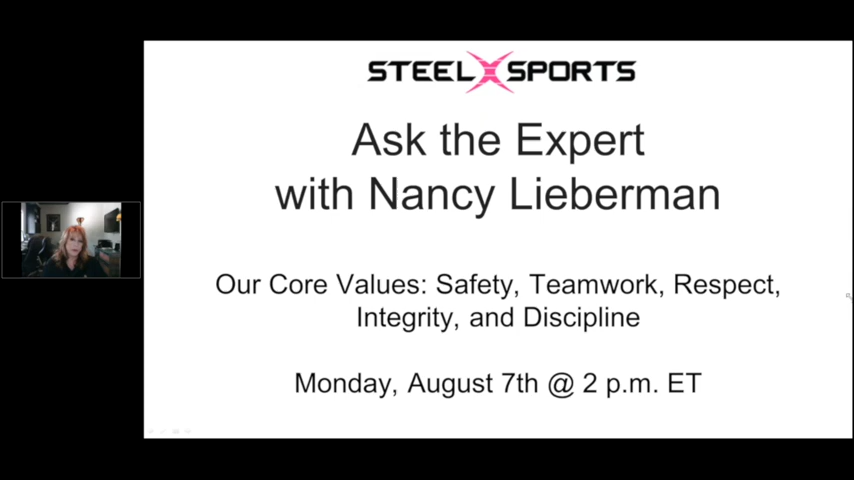 STEEL SPORTS
Ask the Expert
with Nancy Lieberman
Our Core Values: Safety, Teamwork, Respect,
Integrity, and Discipline
Monday, August 7th @ 2 p.m. ET